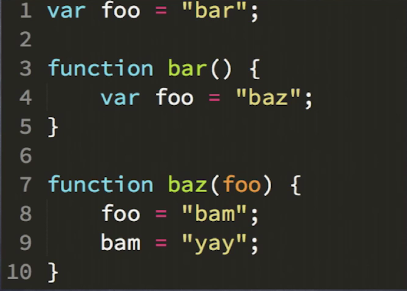 1 var foo = "bar";
2
3 function bar() {
4     var foo = "baz";
5 }
6
7 function baz(foo) {
8     foo = "bam";
9     bam = "yay";
10 }